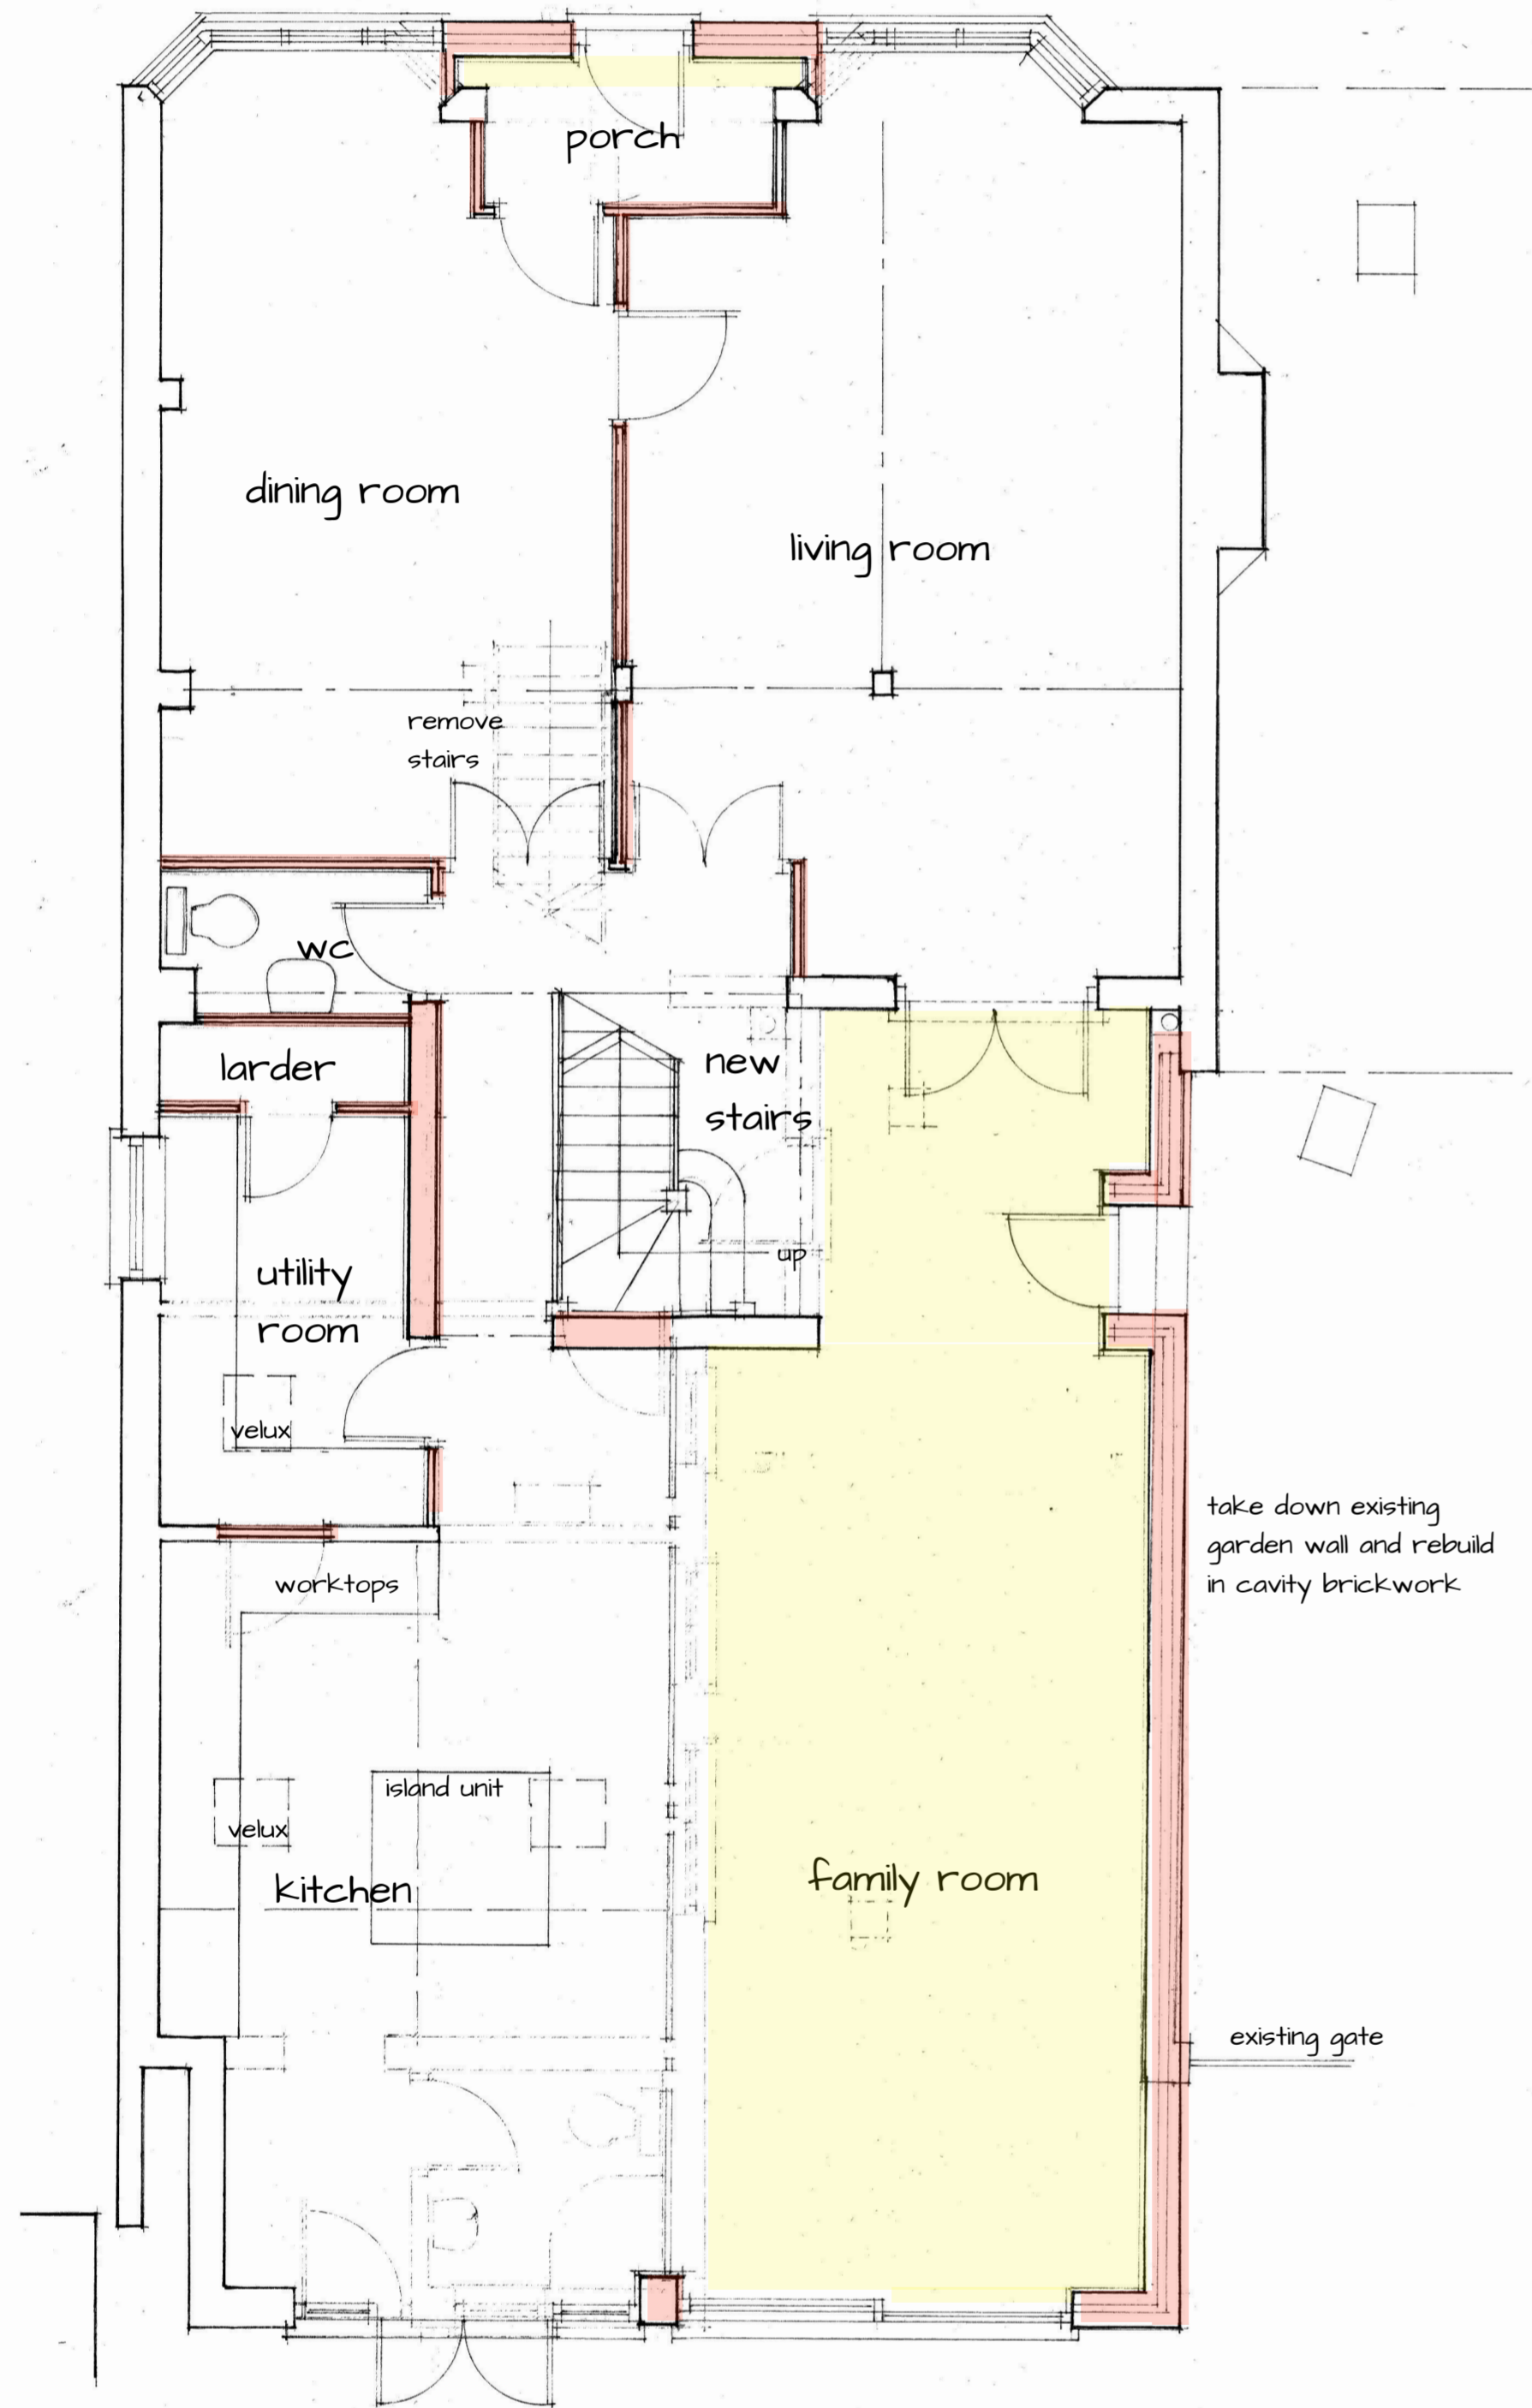 porch
dining room
living room
remove
stairs
wc
larder
new
stairs
up
utility
room
velux
take down existing
garden wall and rebuild
in cavity brickwork
worktops
island unit
velux
kitchen
family room
existing gate